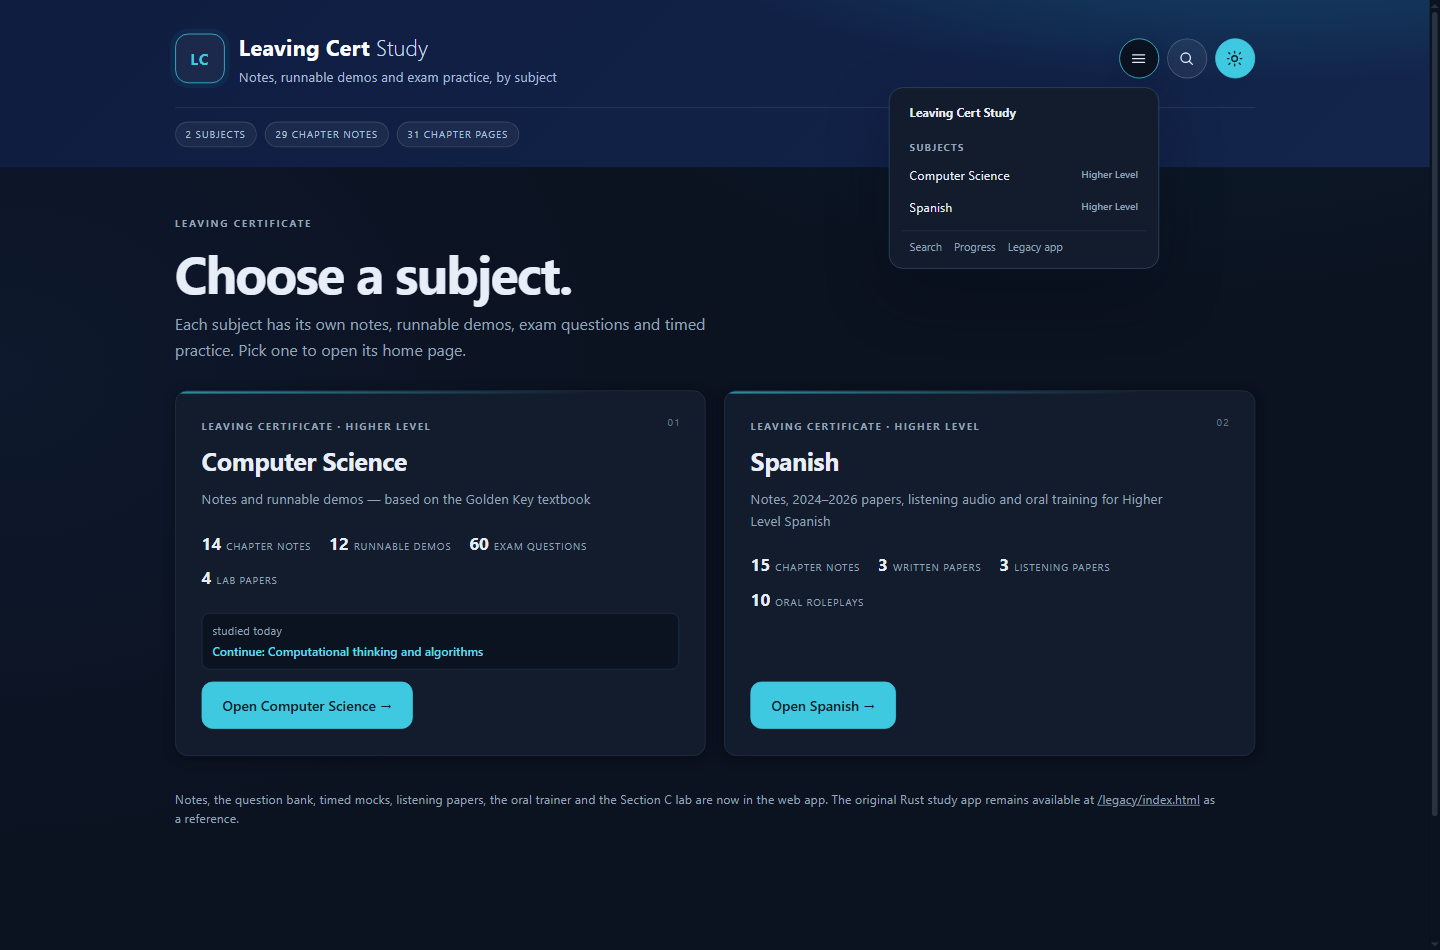 LC
Leaving Cert Study
Notes, runnable demos and exam practice, by subject
2 SUBJECTS
29 CHAPTER NOTES
31 CHAPTER PAGES
Leaving Cert Study
SUBJECTS
Computer Science Higher Level
Spanish Higher Level
Search Progress Legacy app
LEAVING CERTIFICATE
Choose a subject.
Each subject has its own notes, runnable demos, exam questions and timed
practice. Pick one to open its home page.
LEAVING CERTIFICATE · HIGHER LEVEL 01
Computer Science
Notes and runnable demos — based on the Golden Key textbook
14 CHAPTER NOTES 12 RUNNABLE DEMOS 60 EXAM QUESTIONS
4 LAB PAPERS
studied today
Continue: Computational thinking and algorithms
Open Computer Science →
LEAVING CERTIFICATE · HIGHER LEVEL 02
Spanish
Notes, 2024–2026 papers, listening audio and oral training for Higher
Level Spanish
15 CHAPTER NOTES 3 WRITTEN PAPERS 3 LISTENING PAPERS
10 ORAL ROLEPLAYS
Open Spanish →
Notes, the question bank, timed mocks, listening papers, the oral trainer and the Section C lab are now in the web app. The original Rust study app remains available at /legacy/index.html as
a reference.